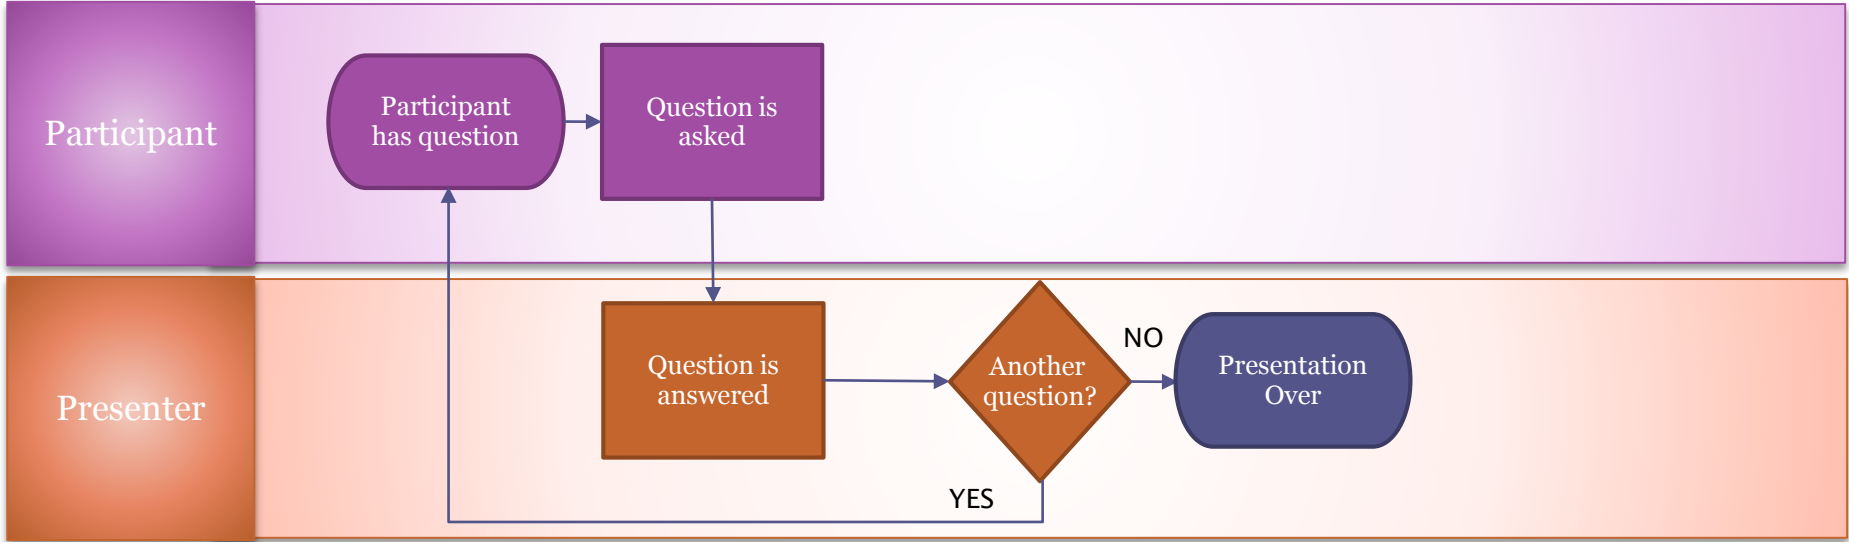 Participant
Participant
has question
Question is
asked
Presenter
Question is
answered
Another
question?
NO
Presentation
Over
YES